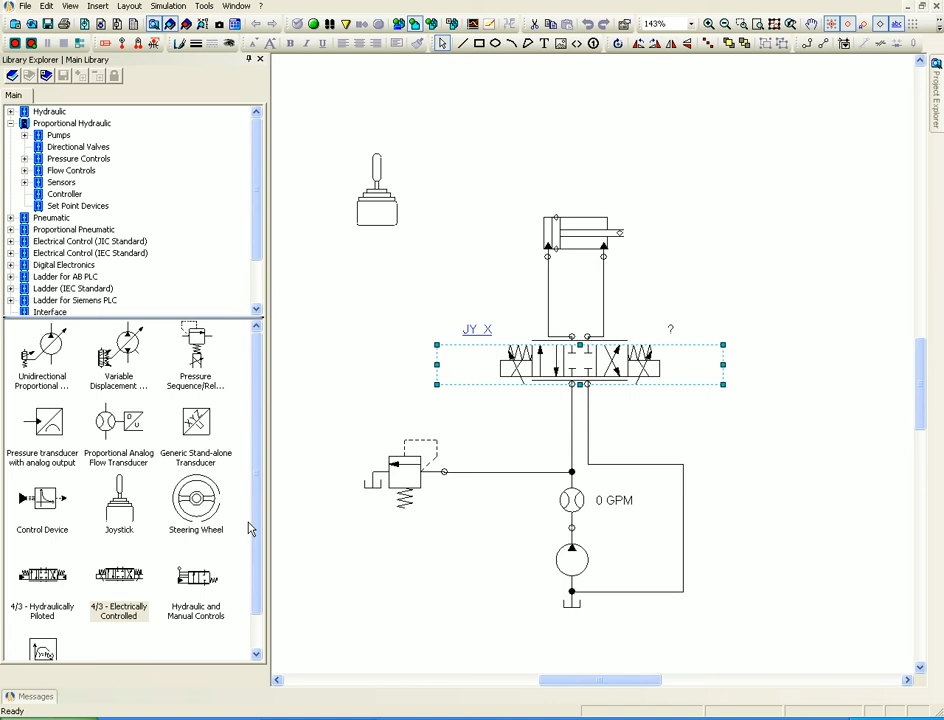 File Edit View Insert Layout Simulation Tools Window ?
143%
Library Explorer | Main Library
Main
Hydraulic
Proportional Hydraulic
Pumps
Directional Valves
Pressure Controls
Flow Controls
Sensors
Controller
Set Point Devices
Pneumatic
Proportional Pneumatic
Electrical Control (JIC Standard)
Electrical Control (IEC Standard)
Digital Electronics
Ladder for AB PLC
Ladder (IEC Standard)
Ladder for Siemens PLC
Interface
Unidirectional Proportional ...
Variable Displacement ...
Pressure Sequence/Rel...
Pressure transducer with analog output
Proportional Analog Flow Transducer
Generic Stand-alone Transducer
Control Device
Joystick
Steering Wheel
4/3 - Hydraulically Piloted
4/3 - Electrically Controlled
Hydraulic and Manual Controls
JY_X
?
0 GPM
Project Explorer
Messages
Ready